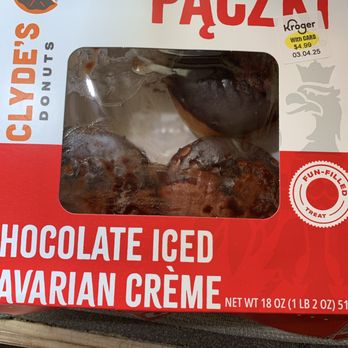 PĄCZKI
CLYDE'S
DONUTS
Kroger
With CARD
$4.99
03.04.25
FUN-FILLED
TREAT
HOCOLATE ICED
AVARIAN CRÈME
NET WT 18 OZ (1 LB 2 OZ) 51